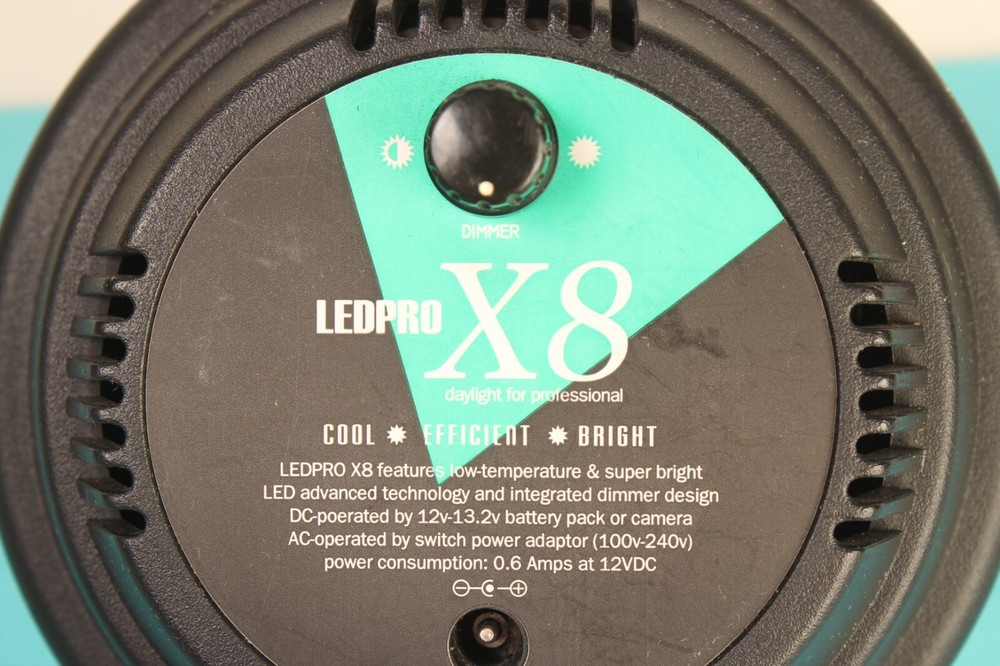 DIMMER
LEDPRO X8
daylight for professional
COOL EFFICIENT BRIGHT
LEDPRO X8 features low-temperature & super bright
LED advanced technology and integrated dimmer design
DC-poerated by 12v-13.2v battery pack or camera
AC-operated by switch power adaptor (100v-240v)
power consumption: 0.6 Amps at 12VDC